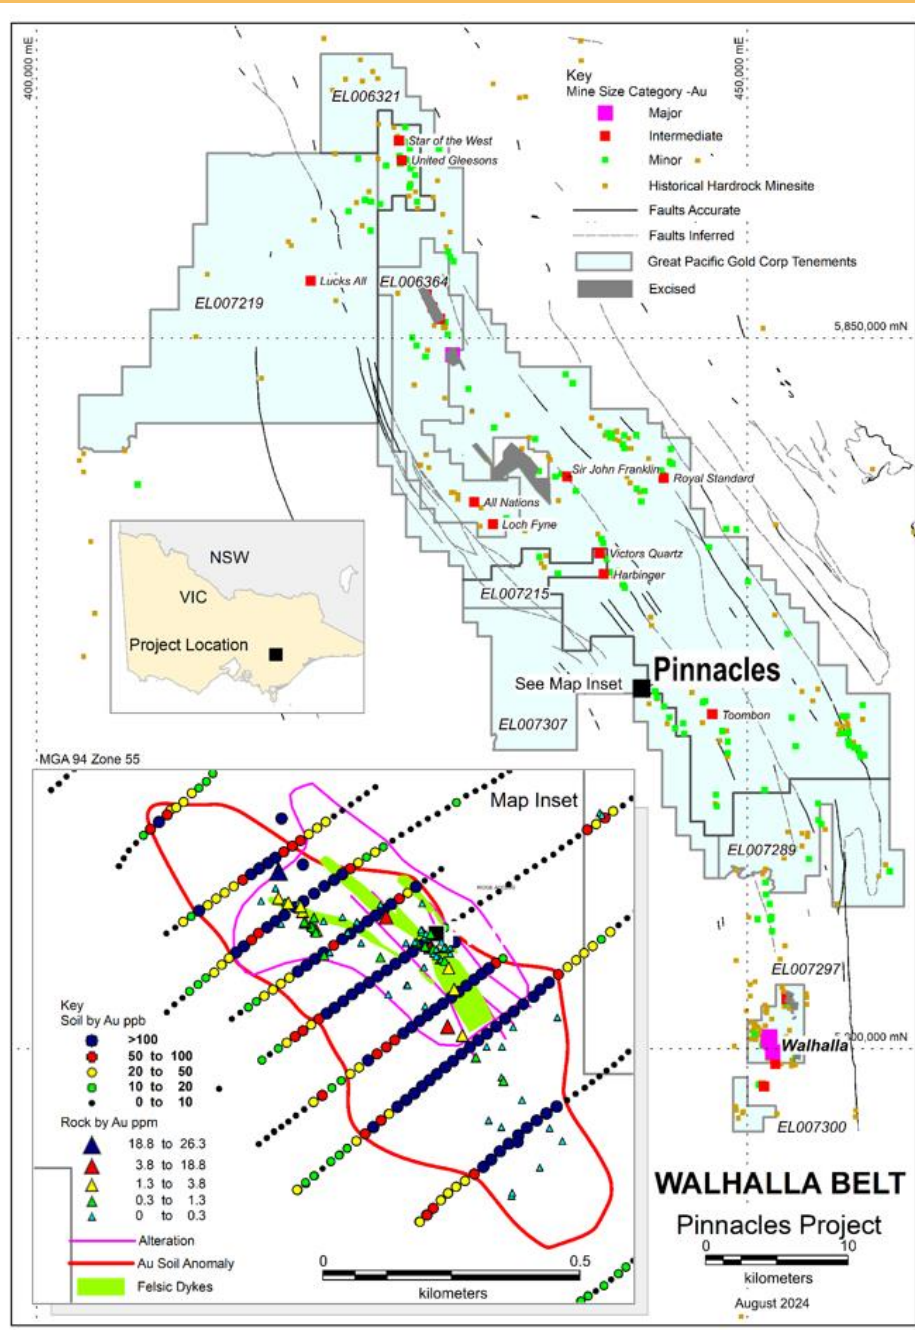 400,000 mE
450,000 mE
Key
Mine Size Category -Au
Major
Intermediate
Minor
Historical Hardrock Minesite
Faults Accurate
Faults Inferred
Great Pacific Gold Corp Tenements
Excised
EL006321
Star of the West
United Gleesons
Lucks All
EL006364
EL007219
5,850,000 mN
Sir John Franklin
Royal Standard
All Nations
Loch Fyne
Victors Quartz
Harbinger
EL007215
NSW
VIC
Project Location
Pinnacles
See Map Inset
EL007307
Toombon
MGA 94 Zone 55
Map Inset
EL007289
EL007297
Walhalla
00,000 mN
EL007300
Key
Soil by Au ppb
>100
50 to 100
20 to 50
10 to 20
0 to 10
Rock by Au ppm
18.8 to 26.3
3.8 to 18.8
1.3 to 3.8
0.3 to 1.3
0 to 0.3
Alteration
Au Soil Anomaly
Felsic Dykes
0 0.5
kilometers
WALHALLA BELT
Pinnacles Project
0 10
kilometers
August 2024